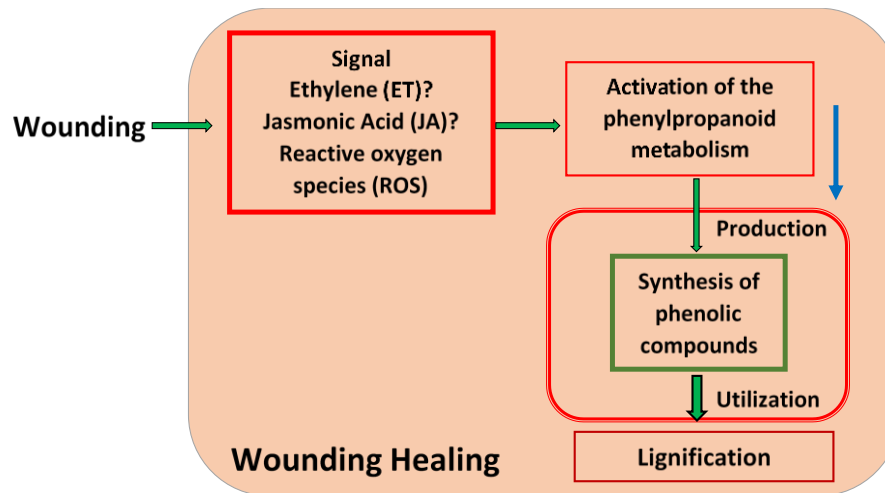 Wounding
Signal
Ethylene (ET)?
Jasmonic Acid (JA)?
Reactive oxygen
species (ROS)
Activation of the
phenylpropanoid
metabolism
Production
Synthesis of
phenolic
compounds
Utilization
Lignification
Wounding Healing